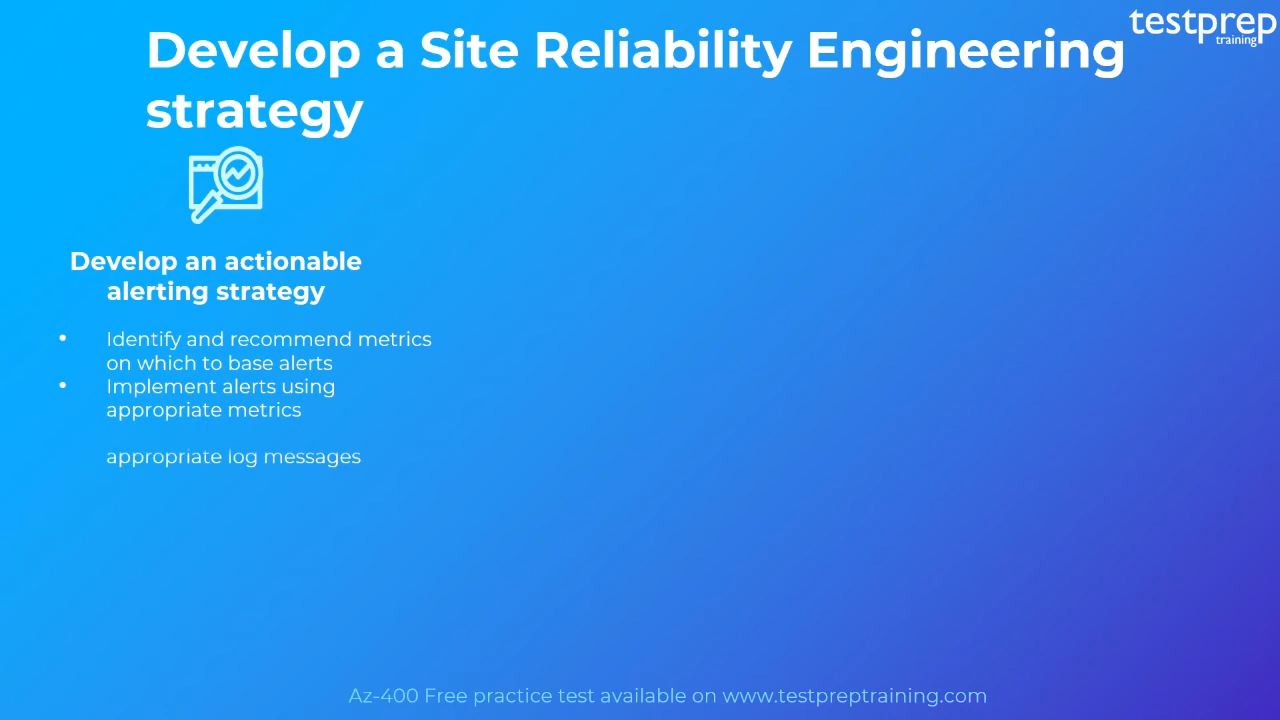 testprep
training
Develop a Site Reliability Engineering
strategy
Develop an actionable
alerting strategy
• Identify and recommend metrics
on which to base alerts
• Implement alerts using
appropriate metrics
appropriate log messages
Az-400 Free practice test available on www.testpreptraining.com